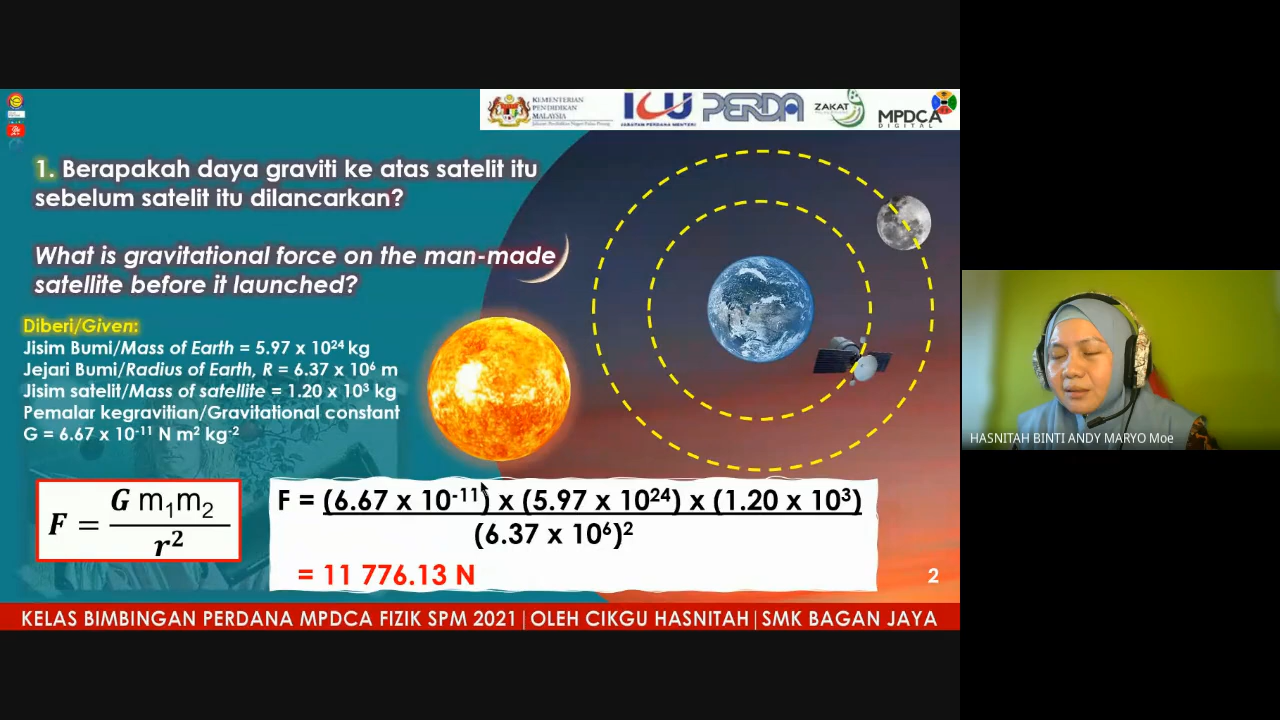 KEMENTERIAN
PENDIDIKAN
MALAYSIA
ICU
JABATAN PERDANA MENTERI
PERDA
ZAKAT
MPDCA
DIGITAL
1. Berapakah daya graviti ke atas satelit itu
sebelum satelit itu dilancarkan?
What is gravitational force on the man-made
satellite before it launched?
Diberi/Given:
Jisim Bumi/Mass of Earth = 5.97 x 10²⁴ kg
Jejari Bumi/Radius of Earth, R = 6.37 x 10⁶ m
Jisim satelit/Mass of satellite = 1.20 x 10³ kg
Pemalar kegravitian/Gravitational constant
G = 6.67 x 10⁻¹¹ N m² kg⁻²
F = G m₁m₂ / r²
F = (6.67 x 10⁻¹¹) x (5.97 x 10²⁴) x (1.20 x 10³)
(6.37 x 10⁶)²
= 11 776.13 N
2
KELAS BIMBINGAN PERDANA MPDCA FIZIK SPM 2021|OLEH CIKGU HASNITAH|SMK BAGAN JAYA
HASNITAH BINTI ANDY MARYO Moe